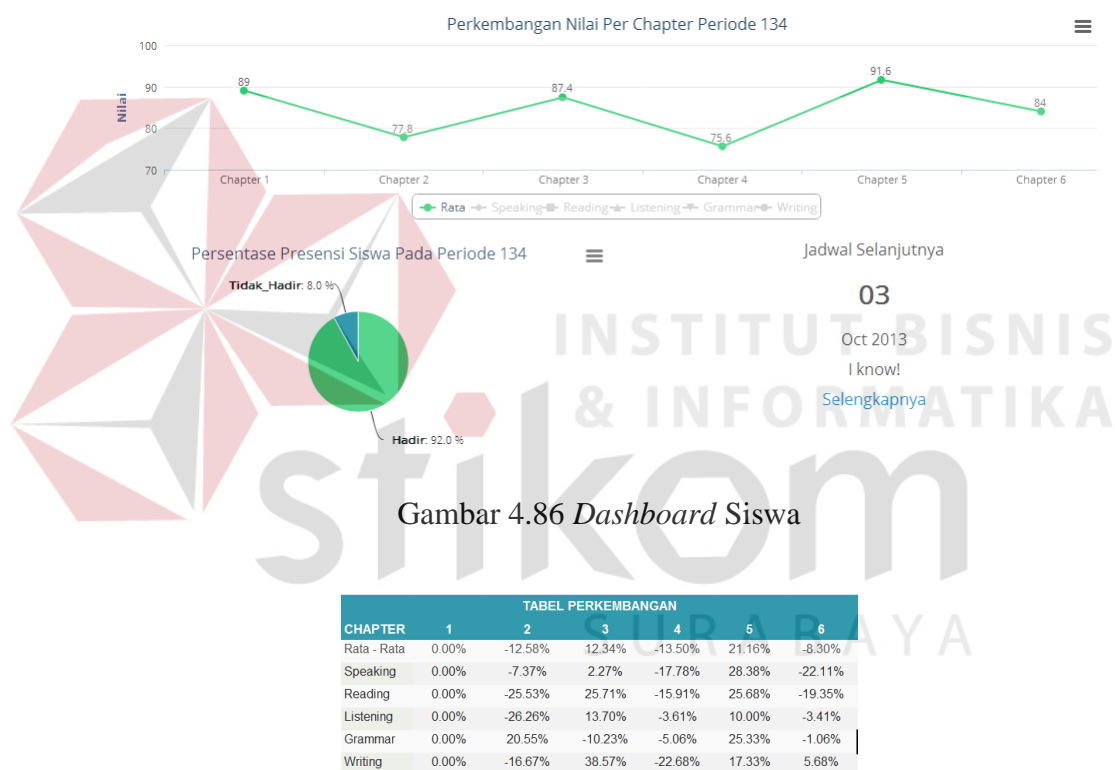 Perkembangan Nilai Per Chapter Periode 134
100
90
80
70
Nilai
89
77.8
87.4
75.6
91.6
84
Chapter 1 Chapter 2 Chapter 3 Chapter 4 Chapter 5 Chapter 6
Rata Speaking Reading Listening Grammar Writing
Persentase Presensi Siswa Pada Periode 134
Tidak_Hadir: 8.0 %
Hadir: 92.0 %
Jadwal Selanjutnya
03
Oct 2013
I know!
Selengkapnya
INSTITUT BISNIS
& INFORMATIKA
stikom
SURABAYA
Gambar 4.86 Dashboard Siswa
TABEL PERKEMBANGAN
CHAPTER 1 2 3 4 5 6
Rata - Rata 0.00% -12.58% 12.34% -13.50% 21.16% -8.30%
Speaking 0.00% -7.37% 2.27% -17.78% 28.38% -22.11%
Reading 0.00% -25.53% 25.71% -15.91% 25.68% -19.35%
Listening 0.00% -26.26% 13.70% -3.61% 10.00% -3.41%
Grammar 0.00% 20.55% -10.23% -5.06% 25.33% -1.06%
Writing 0.00% -16.67% 38.57% -22.68% 17.33% 5.68%